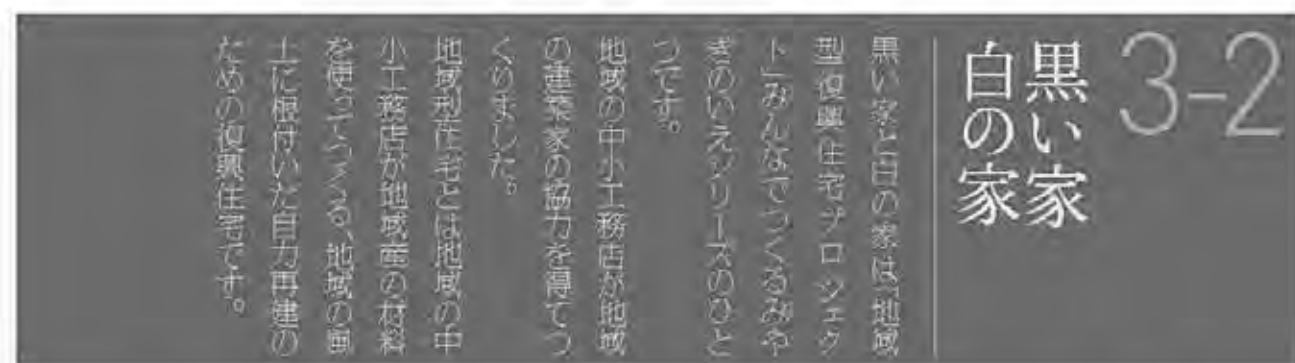 3-2
黒い家
白の家
黒い家と白の家は「地域
型復興住宅プロジェク
ト」みんなでつくるみや
ぎのいえシリーズのひと
つです。
地域の中小工務店が地域
の建築家の協力を得てつ
くりました。
地域型住宅とは地域の中
小工務店が地域産の材料
を使ってつくる、地域の風
土に根付いた自力再建の
ための復興住宅です。